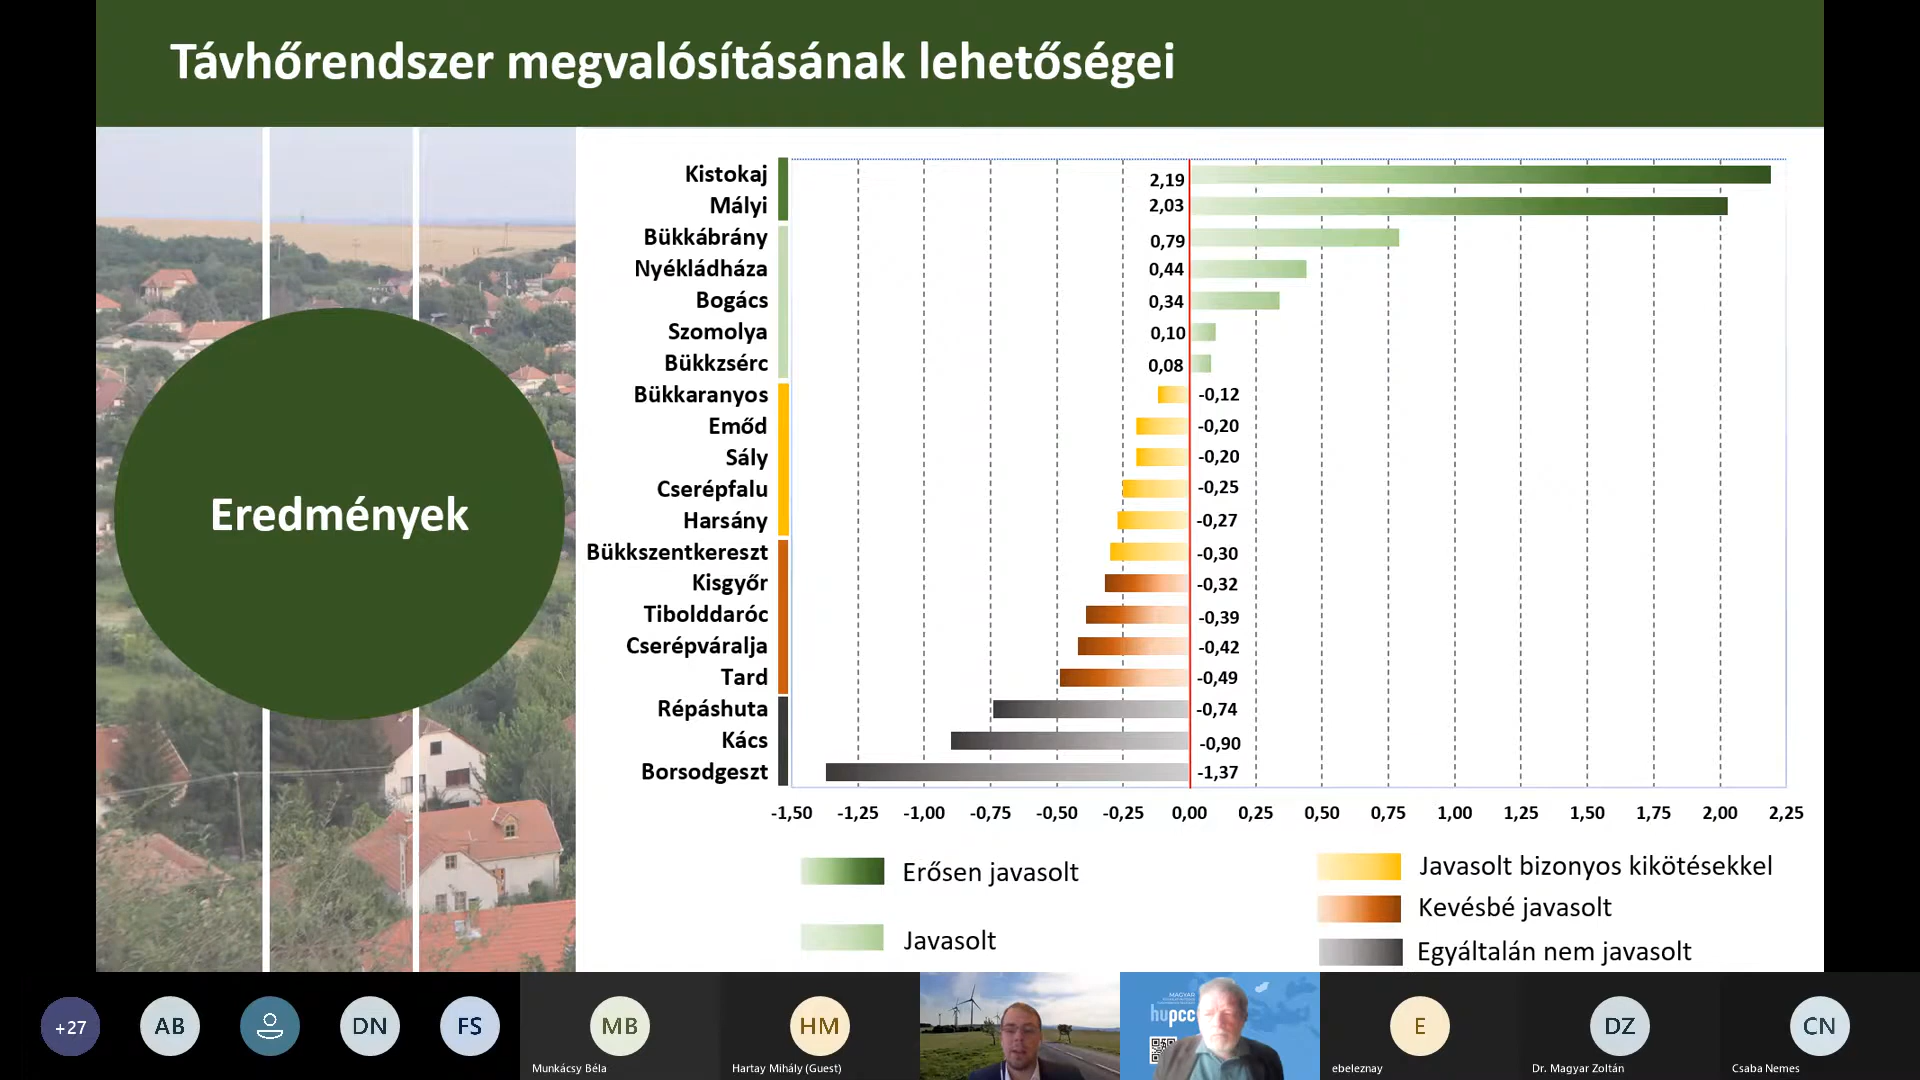 Távhőrendszer megvalósításának lehetőségei
Eredmények
Kistokaj 2,19
Mályi 2,03
Bükkábrány 0,79
Nyékládháza 0,44
Bogács 0,34
Szomolya 0,10
Bükkzsérc 0,08
Bükkaranyos -0,12
Emőd -0,20
Sály -0,20
Cserépfalu -0,25
Harsány -0,27
Bükkszentkereszt -0,30
Kisgyőr -0,32
Tibolddaróc -0,39
Cserépváralja -0,42
Tard -0,49
Répáshuta -0,74
Kács -0,90
Borsodgeszt -1,37
-1,50 -1,25 -1,00 -0,75 -0,50 -0,25 0,00 0,25 0,50 0,75 1,00 1,25 1,50 1,75 2,00 2,25
Erősen javasolt
Javasolt
Javasolt bizonyos kikötésekkel
Kevésbé javasolt
Egyáltalán nem javasolt
+27
AB
DN
FS
MB
Munkácsy Béla
HM
Hartay Mihály (Guest)
MAGYAR
hupcc
E
ebeleznay
DZ
Dr. Magyar Zoltán
CN
Csaba Nemes